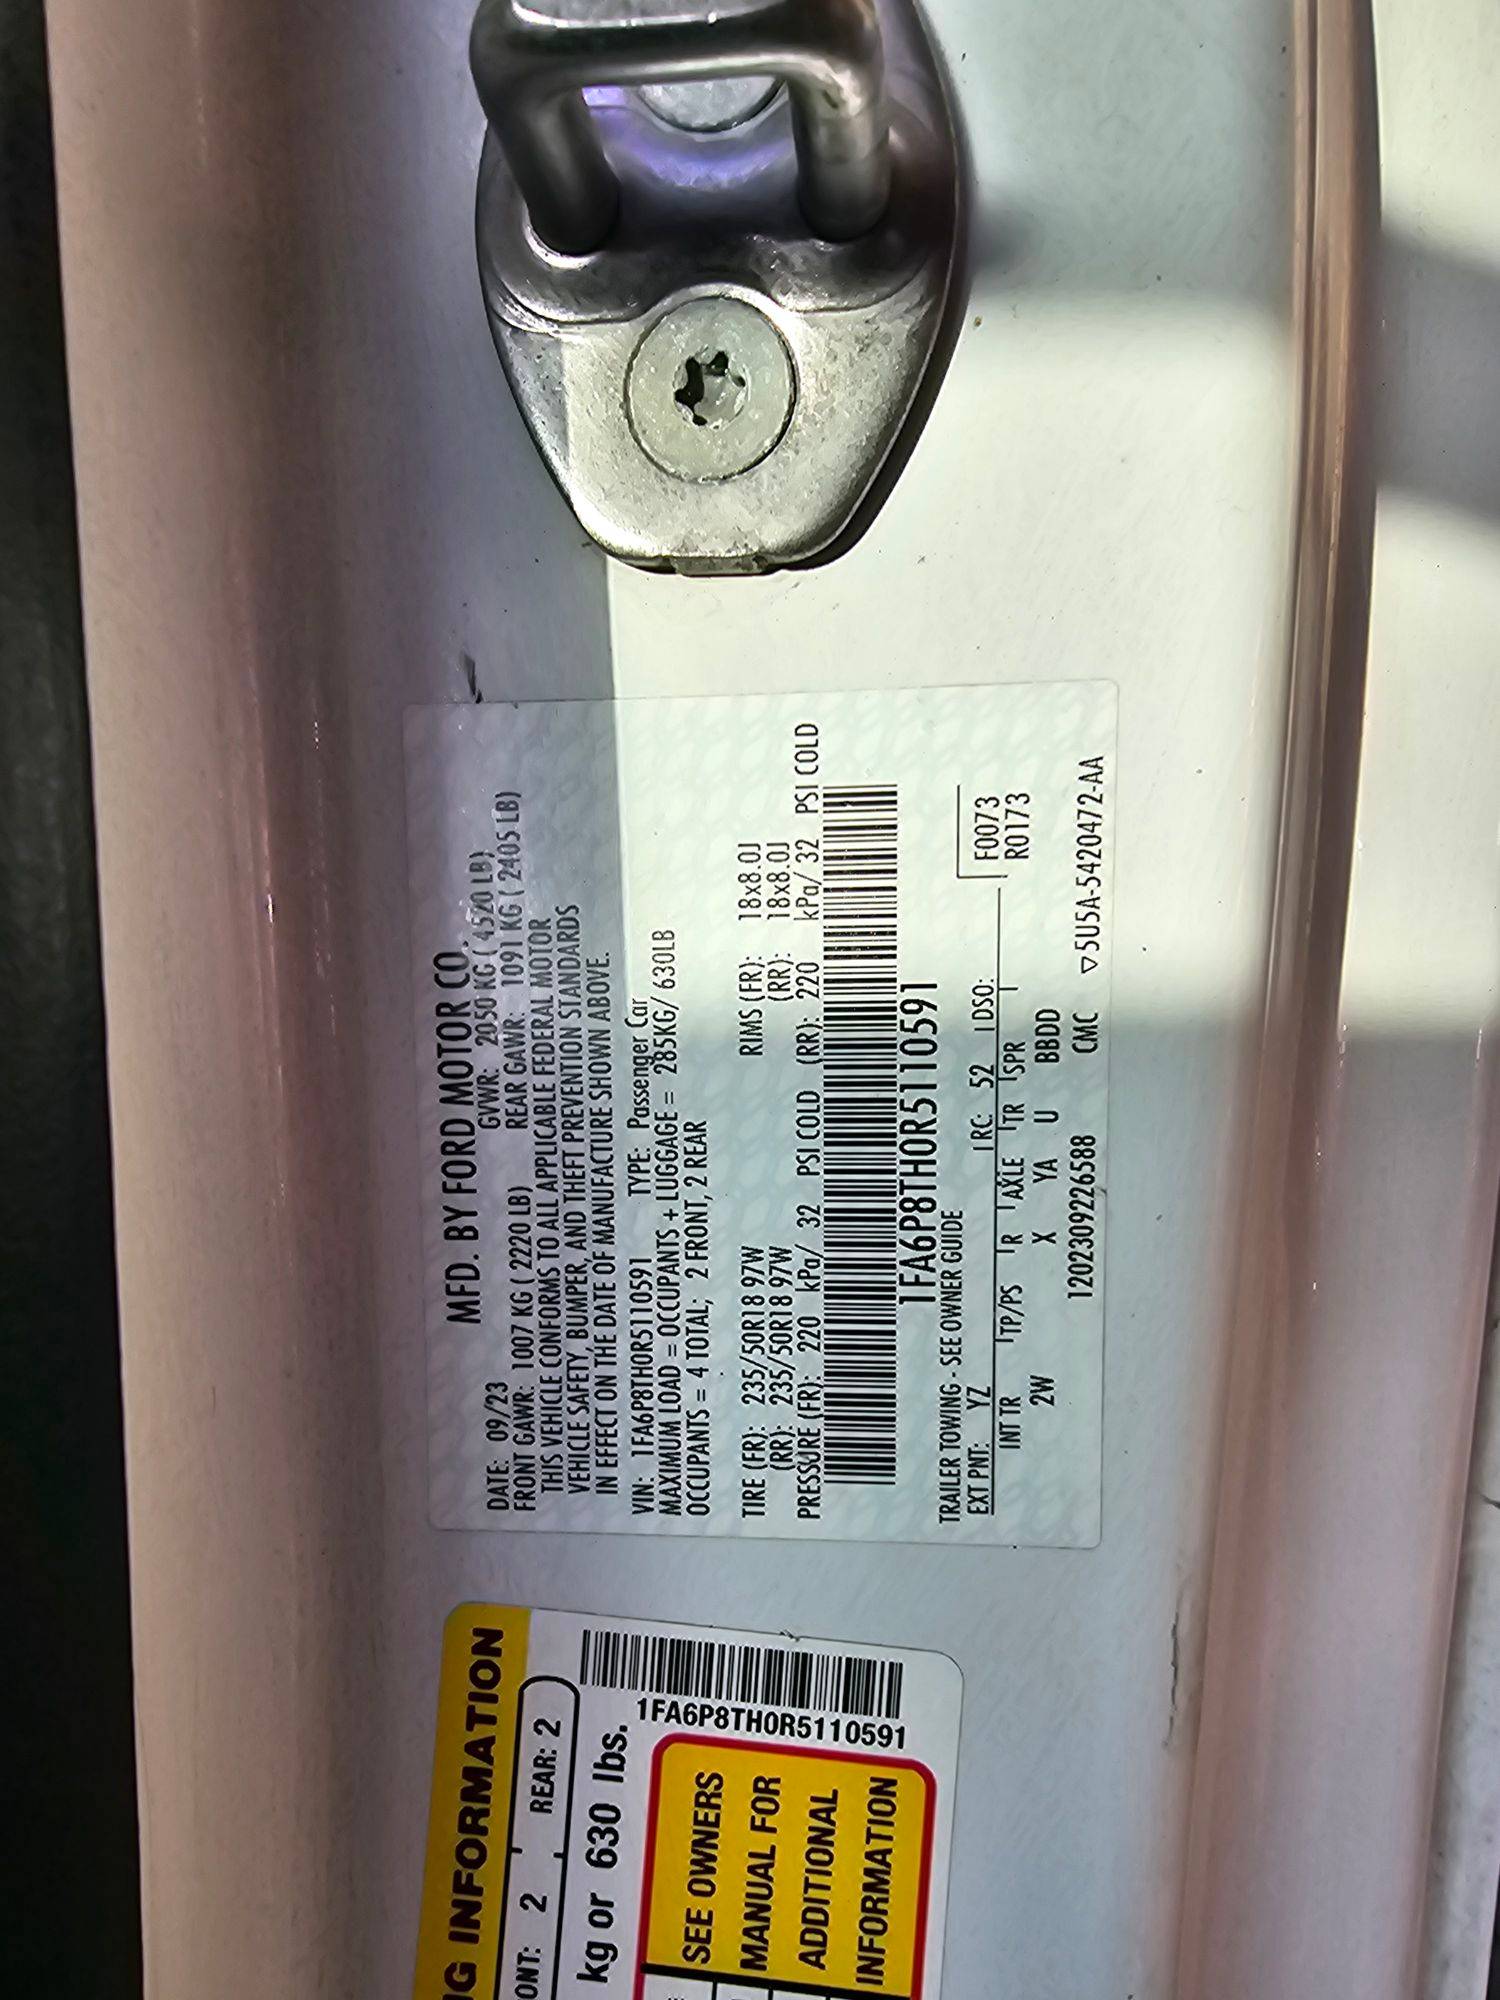 MFD. BY FORD MOTOR CO.
DATE: 09/23 GVWR: 2050 KG ( 4520 LB)
FRONT GAWR: 1007 KG ( 2220 LB) REAR GAWR: 1091 KG ( 2405 LB)
THIS VEHICLE CONFORMS TO ALL APPLICABLE FEDERAL MOTOR
VEHICLE SAFETY, BUMPER, AND THEFT PREVENTION STANDARDS
IN EFFECT ON THE DATE OF MANUFACTURE SHOWN ABOVE.
VIN: 1FA6P8TH0R5110591 TYPE: Passenger Car
MAXIMUM LOAD = OCCUPANTS + LUGGAGE = 285KG/ 630LB
OCCUPANTS = 4 TOTAL; 2 FRONT, 2 REAR
TIRE (FR): 235/50R18 97W RIMS (FR): 18x8.0J
(RR): 235/50R18 97W (RR): 18x8.0J
PRESSURE (FR): 220 kPa/ 32 PSI COLD (RR): 220 kPa/ 32 PSI COLD
1FA6P8TH0R5110591
TRAILER TOWING - SEE OWNER GUIDE
EXT PNT: YZ RC: 52 DSO: F0073
INT TR TP/PS R AXLE TR SPR R0173
2W X YA U BBDD
120230922658​8 CMC ▽5U5A-5420472-AA
G INFORMATION
ONT: 2 REAR: 2
kg or 630 lbs.
1FA6P8TH0R5110591
SEE OWNERS
MANUAL FOR
ADDITIONAL
INFORMATION